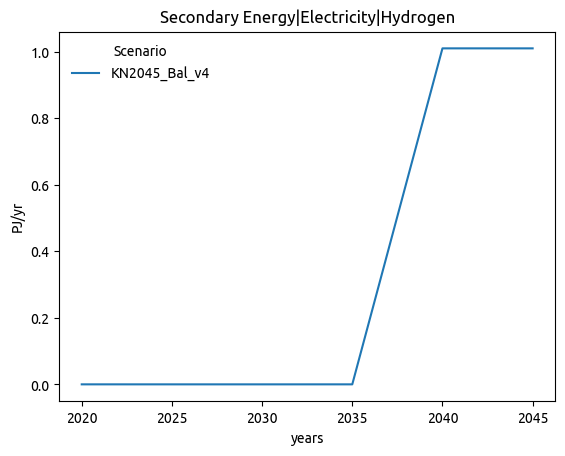 Secondary Energy|Electricity|Hydrogen
Scenario
KN2045_Bal_v4
PJ/yr
1.0
0.8
0.6
0.4
0.2
0.0
2020 2025 2030 2035 2040 2045
years